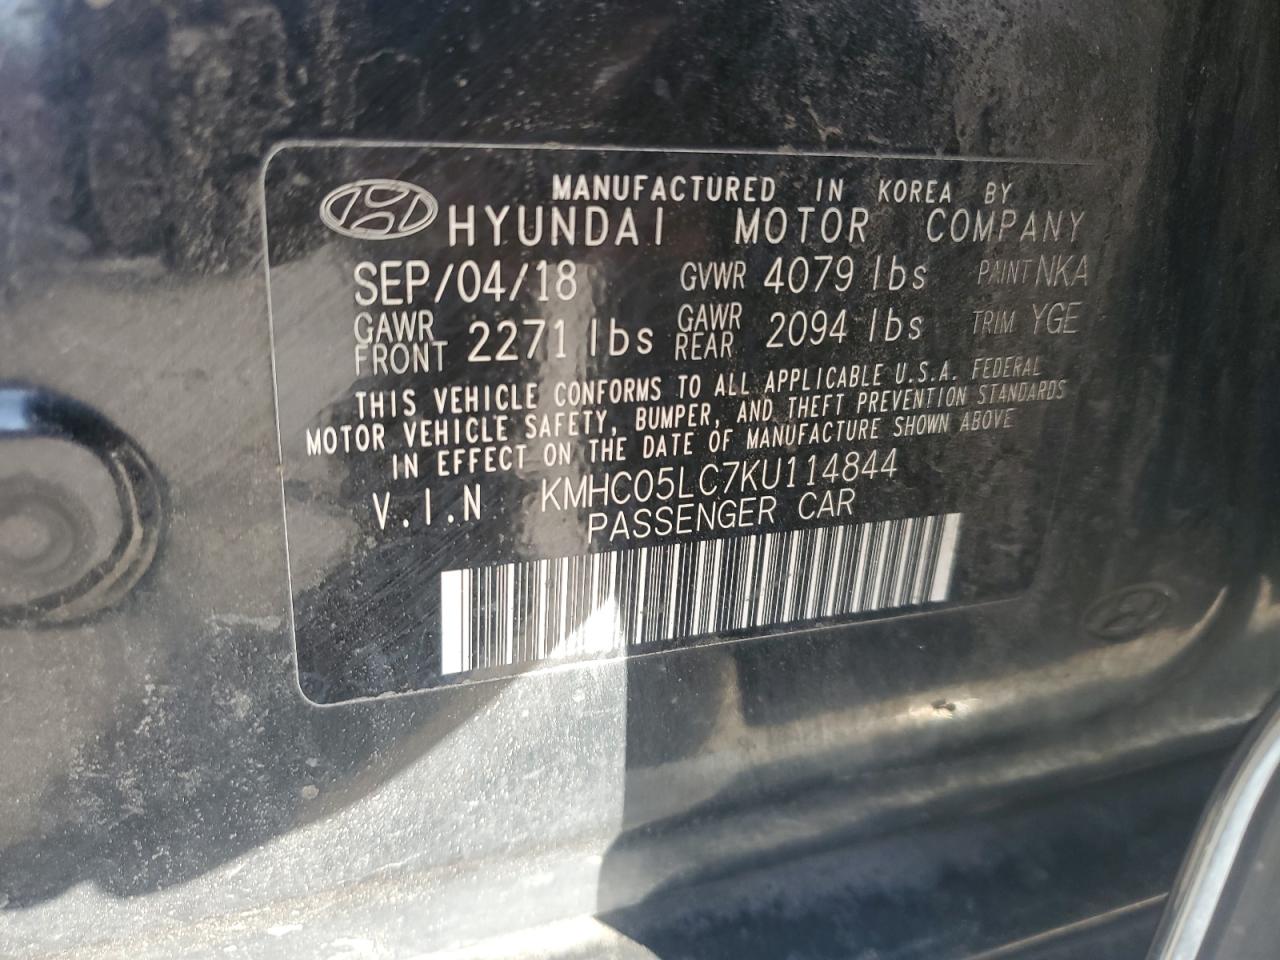 MANUFACTURED IN KOREA BY
HYUNDAI MOTOR COMPANY
SEP/04/18 GVWR 4079 lbs PAINT NKA
GAWR FRONT 2271 lbs GAWR REAR 2094 lbs TRIM YGE
THIS VEHICLE CONFORMS TO ALL APPLICABLE U.S.A. FEDERAL
MOTOR VEHICLE SAFETY, BUMPER, AND THEFT PREVENTION STANDARDS
IN EFFECT ON THE DATE OF MANUFACTURE SHOWN ABOVE
V.I.N KMHC05LC7KU114844
PASSENGER CAR